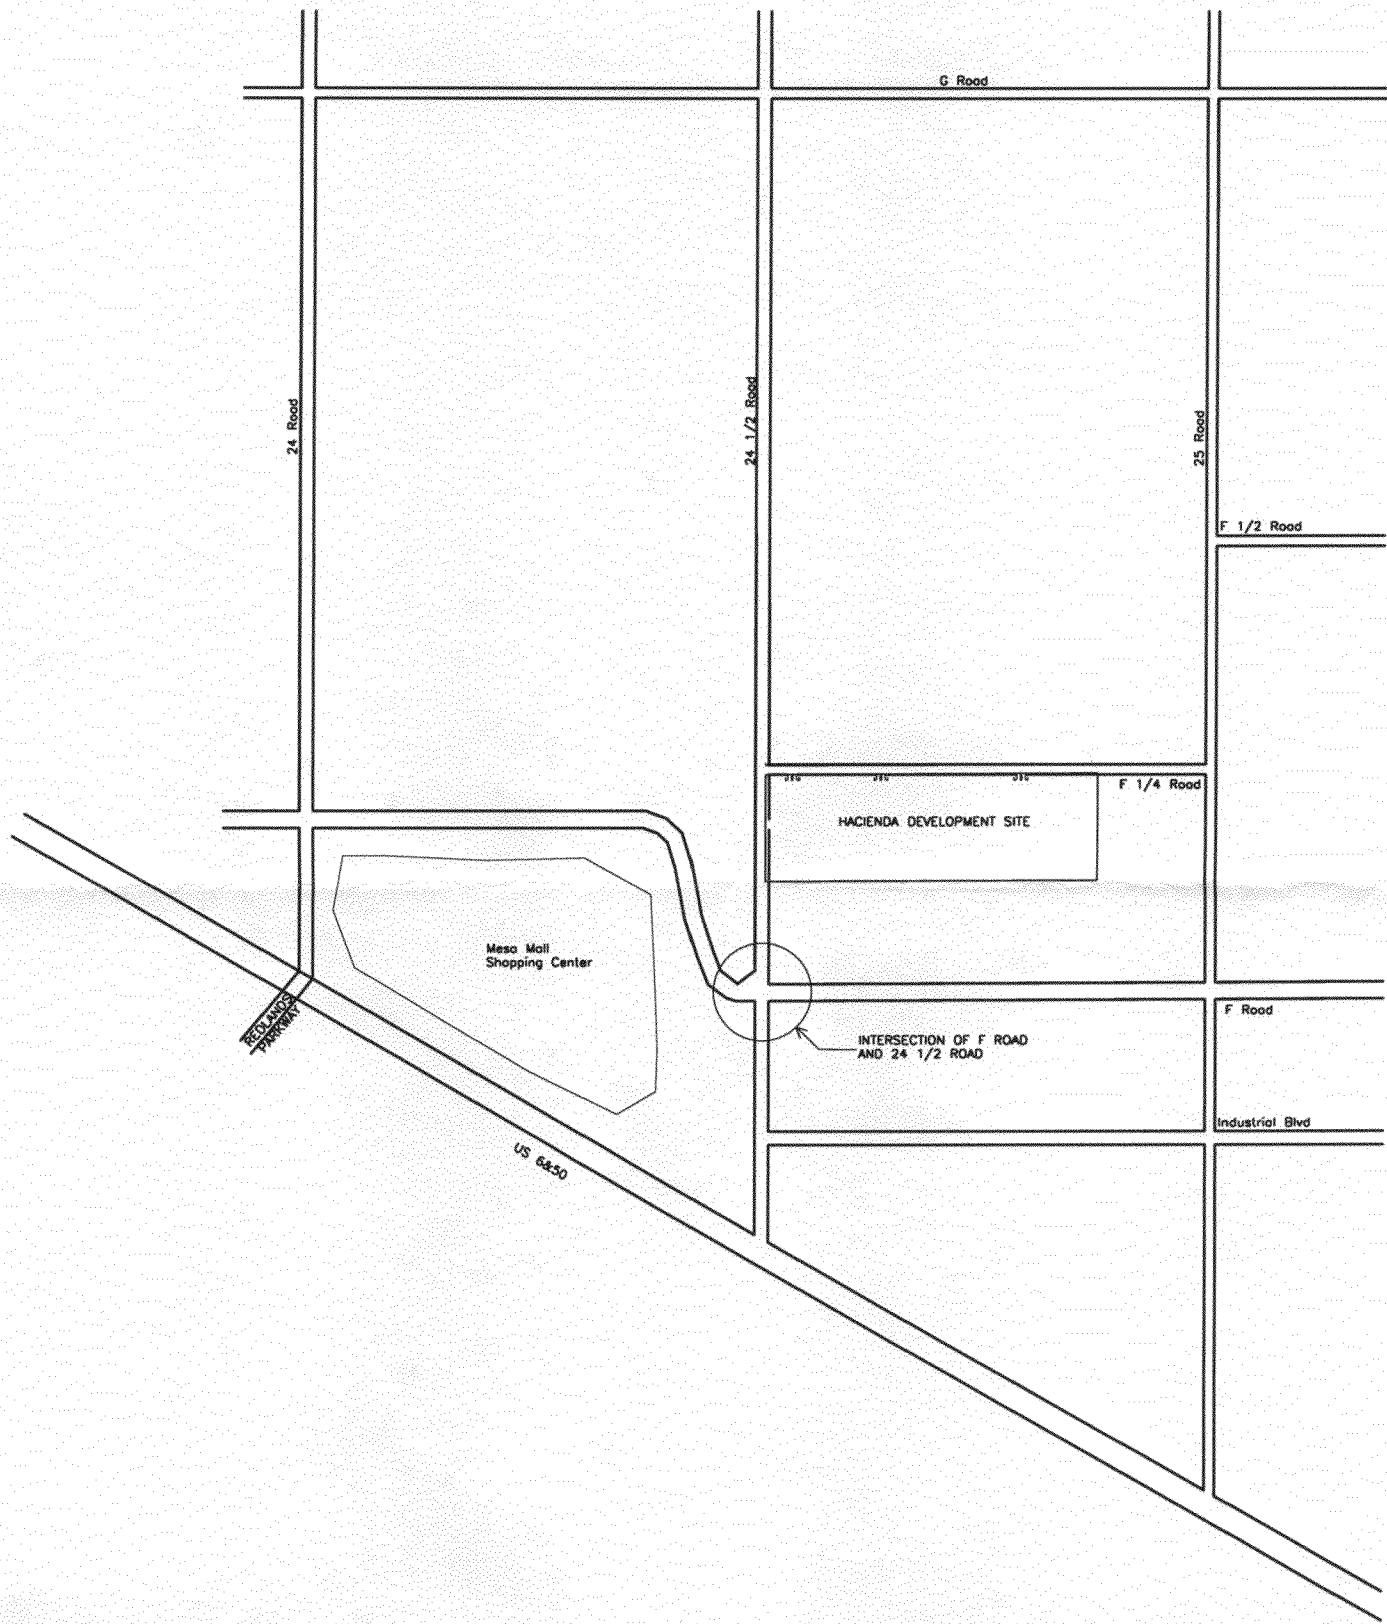 G Road
24 Road
24 1/2 Road
25 Road
F 1/2 Road
F 1/4 Road
HACIENDA DEVELOPMENT SITE
Mesa Mall
Shopping Center
REDLANDS
PARKWAY
F Road
INTERSECTION OF F ROAD
AND 24 1/2 ROAD
Industrial Blvd
US 6&50